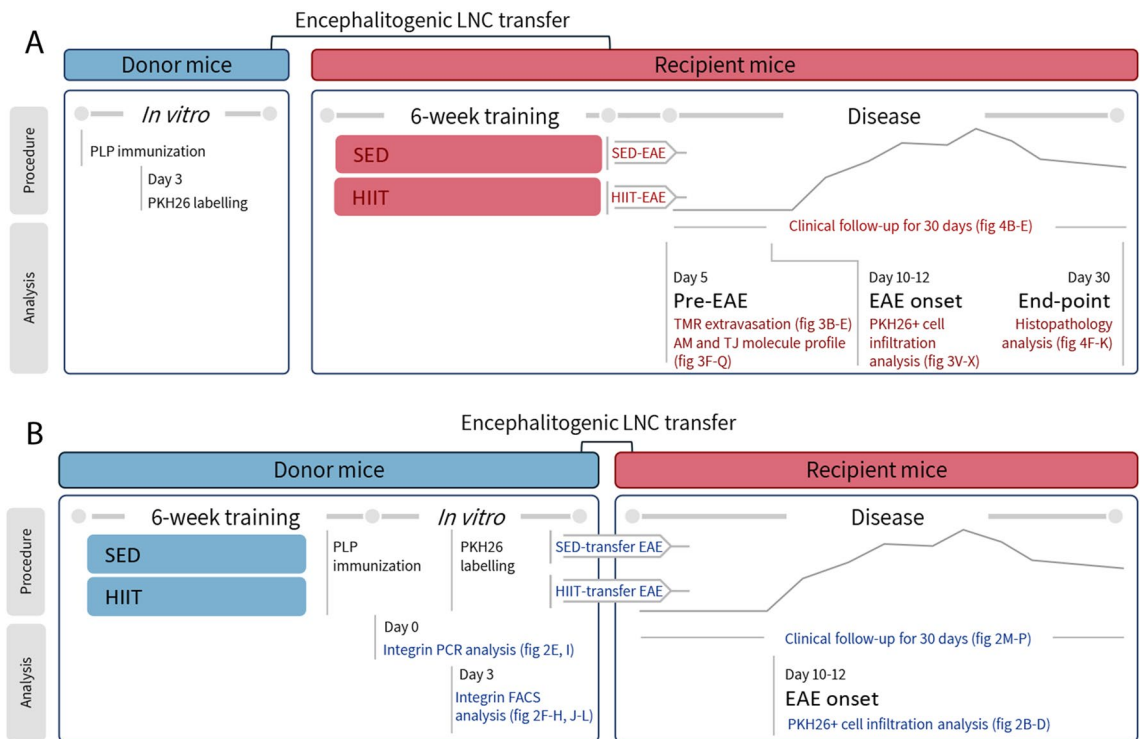 A
Encephalitogenic LNC transfer
Donor mice
Recipient mice
Procedure
In vitro
PLP immunization
Day 3
PKH26 labelling
6-week training
Disease
SED
SED-EAE
HIIT
HIIT-EAE
Clinical follow-up for 30 days (fig 4B-E)
Analysis
Day 5
Pre-EAE
TMR extravasation (fig 3B-E)
AM and TJ molecule profile
(fig 3F-Q)
Day 10-12
EAE onset
PKH26+ cell
infiltration
analysis (fig 3V-X)
Day 30
End-point
Histopathology
analysis (fig 4F-K)
B
Encephalitogenic LNC transfer
Donor mice
Recipient mice
Procedure
6-week training
In vitro
Disease
SED
HIIT
PLP
immunization
PKH26
labelling
SED-transfer EAE
HIIT-transfer EAE
Analysis
Day 0
Integrin PCR analysis (fig 2E, I)
Day 3
Integrin FACS
analysis (fig 2F-H, J-L)
Clinical follow-up for 30 days (fig 2M-P)
Day 10-12
EAE onset
PKH26+ cell infiltration analysis (fig 2B-D)